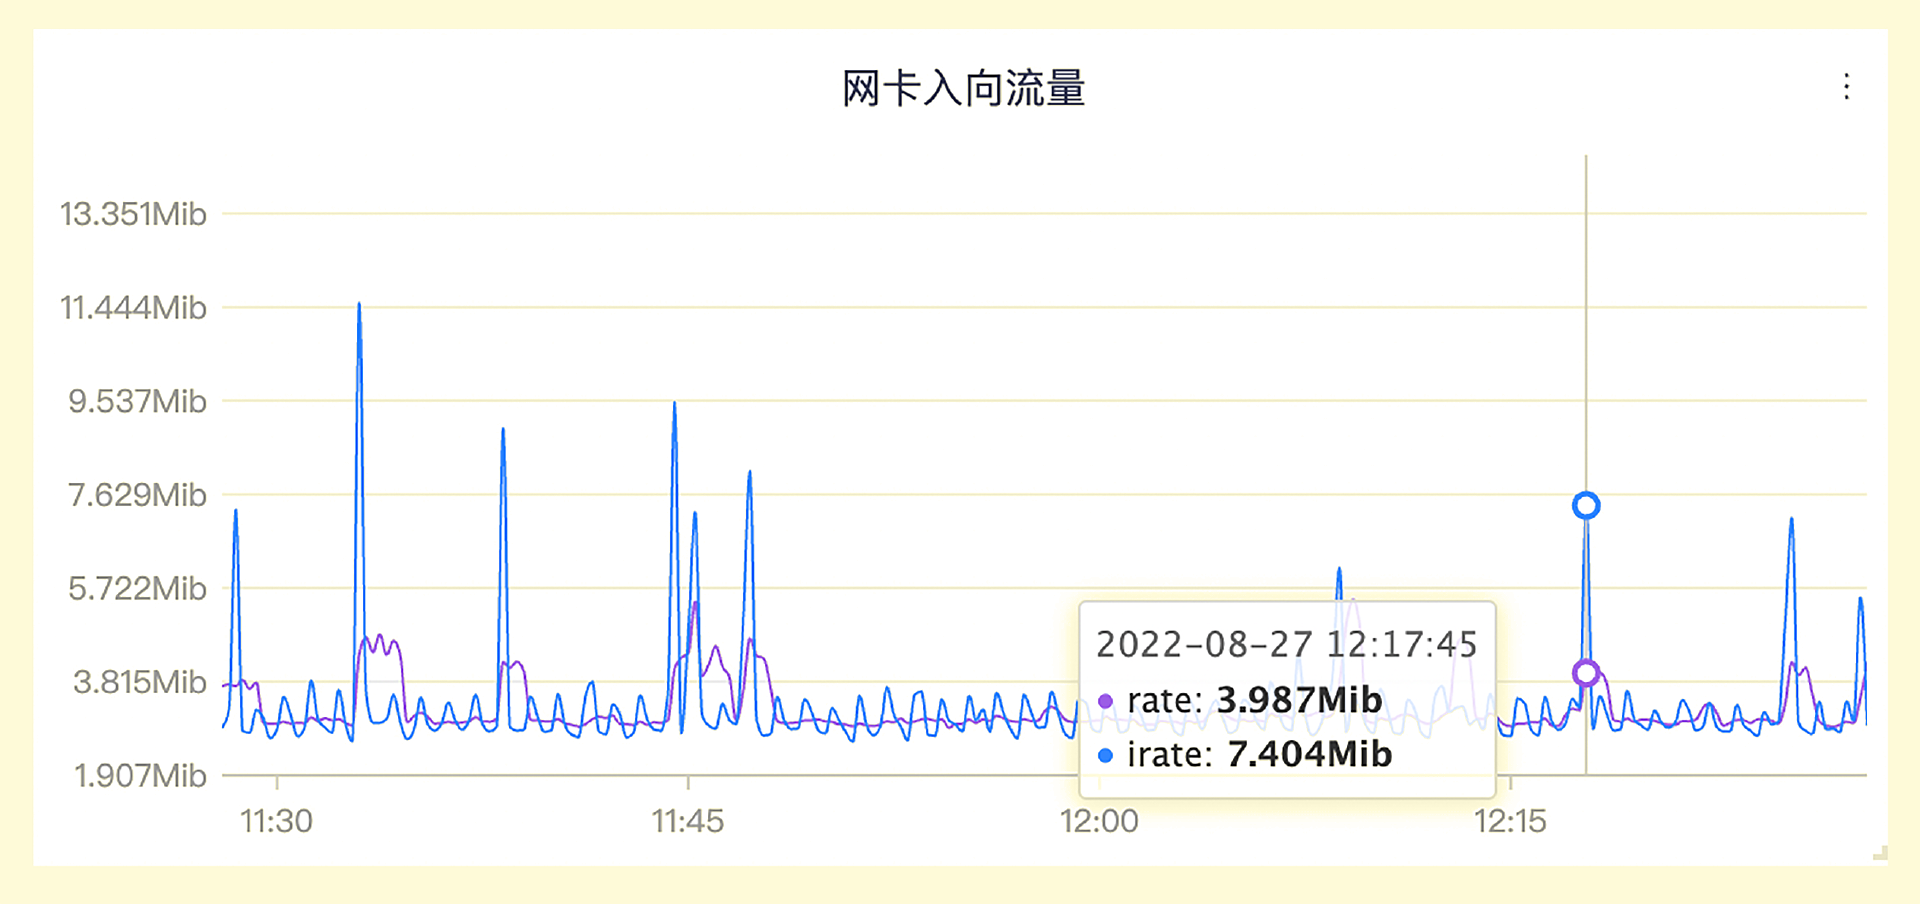 网卡入向流量
13.351Mib
11.444Mib
9.537Mib
7.629Mib
5.722Mib
3.815Mib
1.907Mib
2022-08-27 12:17:45
rate: 3.987Mib
irate: 7.404Mib
11:30
11:45
12:00
12:15